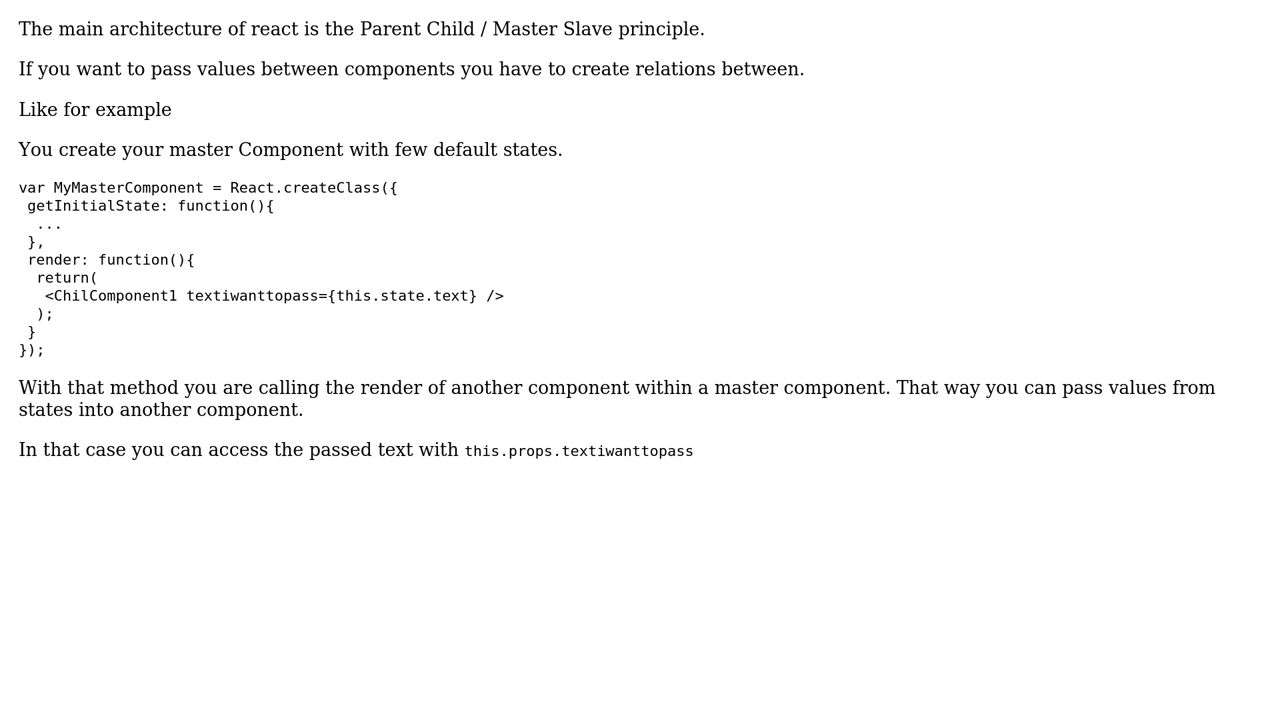 The main architecture of react is the Parent Child / Master Slave principle.
If you want to pass values between components you have to create relations between.
Like for example
You create your master Component with few default states.
var MyMasterComponent = React.createClass({
 getInitialState: function(){
  ...
 },
 render: function(){
  return(
   <ChilComponent1 textiwanttopass={this.state.text} />
  );
 }
});
With that method you are calling the render of another component within a master component. That way you can pass values from
states into another component.
In that case you can access the passed text with this.props.textiwanttopass